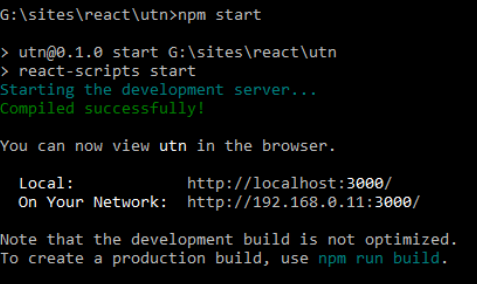 G:\sites\react\utn>npm start
> utn@0.1.0 start G:\sites\react\utn
> react-scripts start
Starting the development server...
Compiled successfully!
You can now view utn in the browser.
Local: http://localhost:3000/
On Your Network: http://192.168.0.11:3000/
Note that the development build is not optimized.
To create a production build, use npm run build.